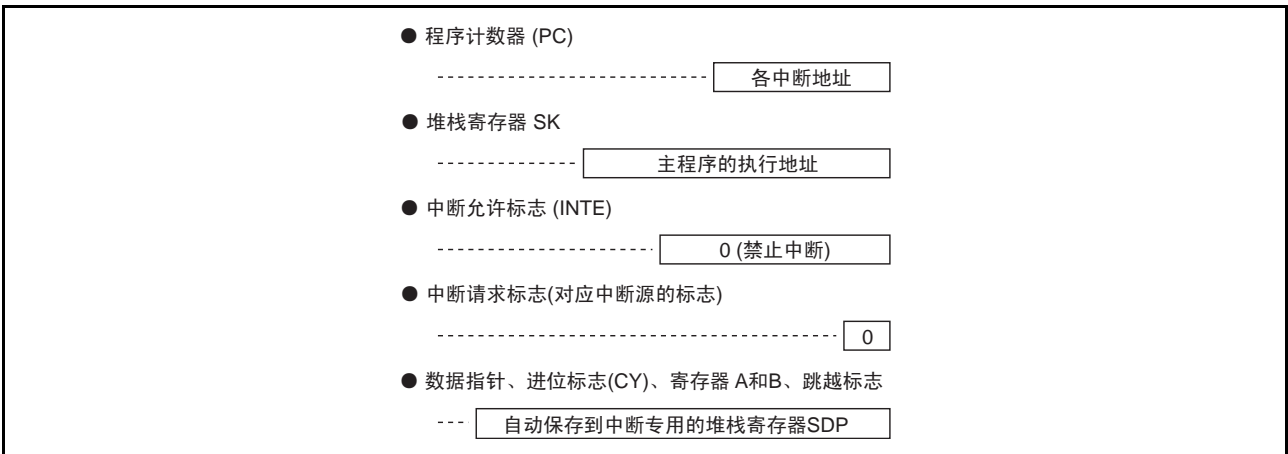 ● 程序计数器 (PC)
各中断地址
● 堆栈寄存器 SK
主程序的执行地址
● 中断允许标志 (INTE)
0 (禁止中断)
● 中断请求标志(对应中断源的标志)
0
● 数据指针、进位标志(CY)、寄存器 A和B、跳越标志
自动保存到中断专用的堆栈寄存器SDP